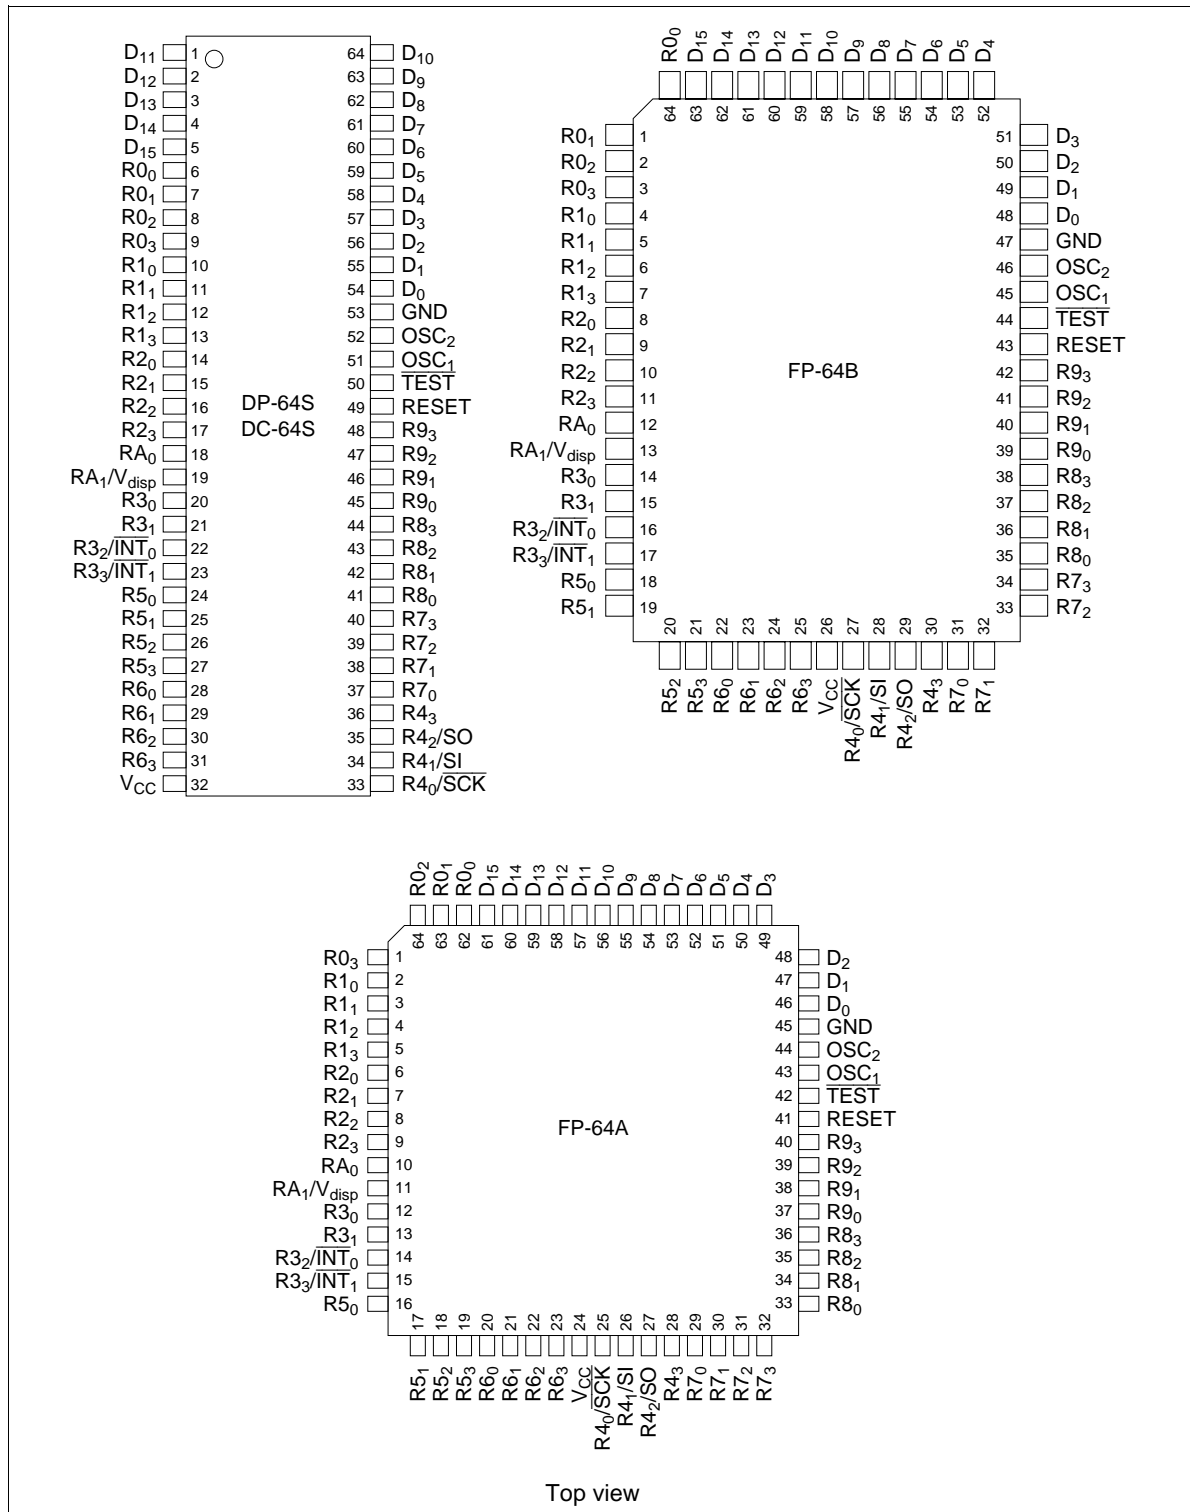 D11 1 64 D10
D12 2 63 D9
D13 3 62 D8
D14 4 61 D7
D15 5 60 D6
R00 6 59 D5
R01 7 58 D4
R02 8 57 D3
R03 9 56 D2
R10 10 55 D1
R11 11 54 D0
R12 12 53 GND
R13 13 52 OSC2
R20 14 51 OSC1
R21 15 50 TEST
R22 16 49 RESET
R23 17 48 R93
RA0 18 47 R92
RA1/Vdisp 19 46 R91
R30 20 45 R90
R31 21 44 R83
R32/INT0 22 43 R82
R33/INT1 23 42 R81
R50 24 41 R80
R51 25 40 R73
R52 26 39 R72
R53 27 38 R71
R60 28 37 R70
R61 29 36 R43
R62 30 35 R42/SO
R63 31 34 R41/SI
VCC 32 33 R40/SCK
DP-64S
DC-64S
R00 D15 D14 D13 D12 D11 D10 D9 D8 D7 D6 D5 D4
64 63 62 61 60 59 58 57 56 55 54 53 52
R01 1 51 D3
R02 2 50 D2
R03 3 49 D1
R10 4 48 D0
R11 5 47 GND
R12 6 46 OSC2
R13 7 45 OSC1
R20 8 44 TEST
R21 9 43 RESET
R22 10 42 R93
R23 11 41 R92
RA0 12 40 R91
RA1/Vdisp 13 39 R90
R30 14 38 R83
R31 15 37 R82
R32/INT0 16 36 R81
R33/INT1 17 35 R80
R50 18 34 R73
R51 19 33 R72
FP-64B
20 21 22 23 24 25 26 27 28 29 30 31 32
R52 R53 R60 R61 R62 R63 VCC R40/SCK R41/SI R42/SO R43 R70 R71
R02 R01 R00 D15 D14 D13 D12 D11 D10 D9 D8 D7 D6 D5 D4 D3
64 63 62 61 60 59 58 57 56 55 54 53 52 51 50 49
R03 1 48 D2
R10 2 47 D1
R11 3 46 D0
R12 4 45 GND
R13 5 44 OSC2
R20 6 43 OSC1
R21 7 42 TEST
R22 8 41 RESET
R23 9 40 R93
RA0 10 39 R92
RA1/Vdisp 11 38 R91
R30 12 37 R90
R31 13 36 R83
R32/INT0 14 35 R82
R33/INT1 15 34 R81
R50 16 33 R80
FP-64A
17 18 19 20 21 22 23 24 25 26 27 28 29 30 31 32
R51 R52 R53 R60 R61 R62 R63 VCC R40/SCK R41/SI R42/SO R43 R70 R71 R72 R73
Top view